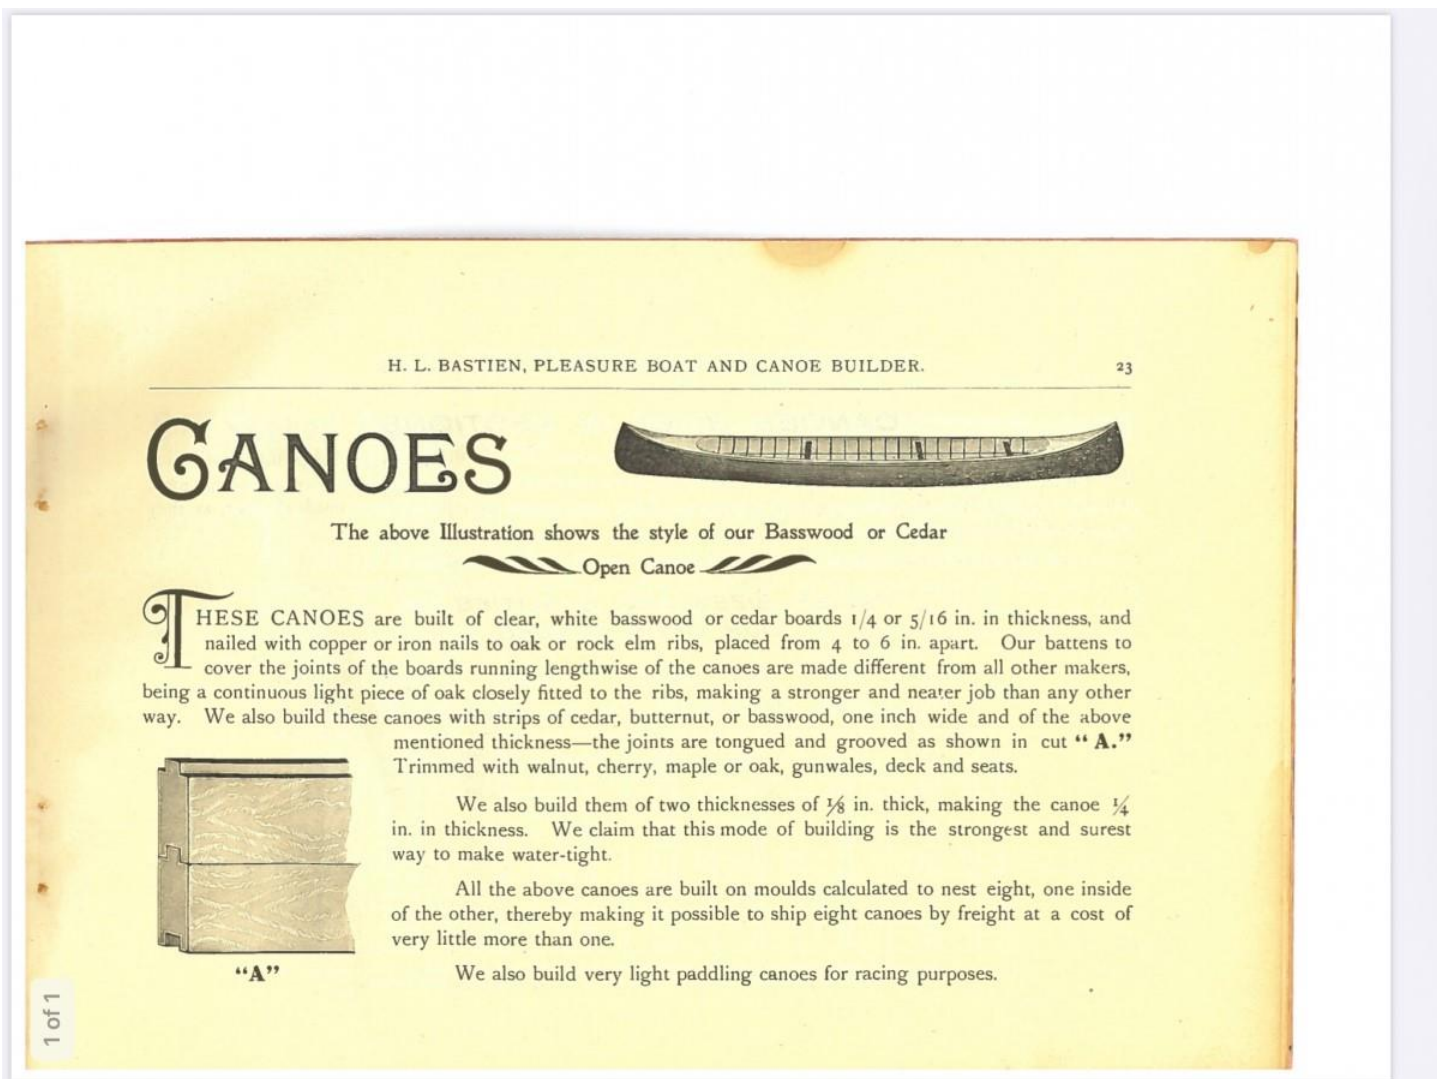 H. L. BASTIEN, PLEASURE BOAT AND CANOE BUILDER. 23
CANOES
The above Illustration shows the style of our Basswood or Cedar
Open Canoe
THESE CANOES are built of clear, white basswood or cedar boards 1/4 or 5/16 in. in thickness, and
nailed with copper or iron nails to oak or rock elm ribs, placed from 4 to 6 in. apart. Our battens to
cover the joints of the boards running lengthwise of the canoes are made different from all other makers,
being a continuous light piece of oak closely fitted to the ribs, making a stronger and neater job than any other
way. We also build these canoes with strips of cedar, butternut, or basswood, one inch wide and of the above
mentioned thickness—the joints are tongued and grooved as shown in cut “ A.”
Trimmed with walnut, cherry, maple or oak, gunwales, deck and seats.
We also build them of two thicknesses of ⅛ in. thick, making the canoe ¼
in. in thickness. We claim that this mode of building is the strongest and surest
way to make water-tight.
All the above canoes are built on moulds calculated to nest eight, one inside
of the other, thereby making it possible to ship eight canoes by freight at a cost of
very little more than one.
“A”
We also build very light paddling canoes for racing purposes.
1 of 1